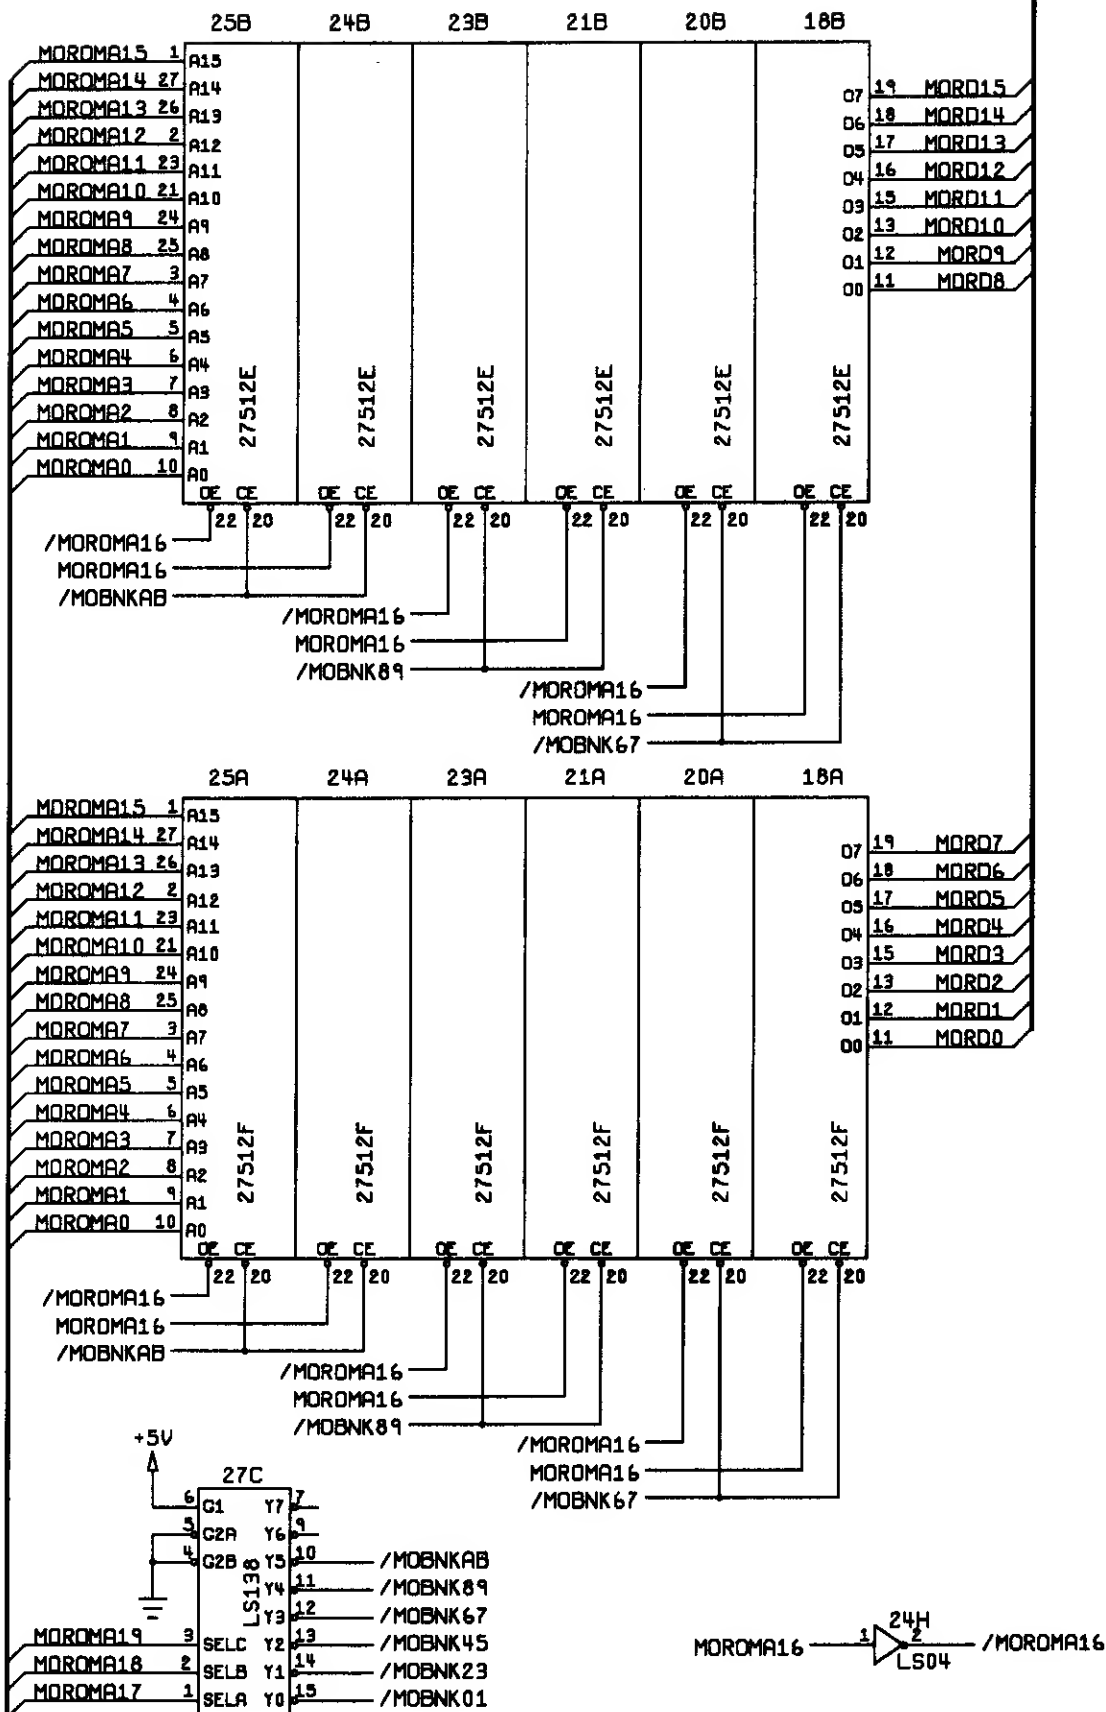 25B 24B 23B 21B 20B 18B
MOROMA15 1 A15
MOROMA14 27 A14
MOROMA13 26 A13
MOROMA12 2 A12
MOROMA11 23 A11
MOROMA10 21 A10
MOROMA9 24 A9
MOROMA8 25 A8
MOROMA7 3 A7
MOROMA6 4 A6
MOROMA5 5 A5
MOROMA4 6 A4
MOROMA3 7 A3
MOROMA2 8 A2
MOROMA1 9 A1
MOROMA0 10 A0
O7 19 MORD15
O6 18 MORD14
O5 17 MORD13
O4 16 MORD12
O3 15 MORD11
O2 13 MORD10
O1 12 MORD9
O0 11 MORD8
27512E 27512E 27512E 27512E 27512E 27512E
OE CE OE CE OE CE OE CE OE CE OE CE
22 20 22 20 22 20 22 20 22 20 22 20
/MOROMA16
MOROMA16
/MOBNKAB
/MOROMA16
MOROMA16
/MOBNK89
/MOROMA16
MOROMA16
/MOBNK67
25A 24A 23A 21A 20A 18A
MOROMA15 1 A15
MOROMA14 27 A14
MOROMA13 26 A13
MOROMA12 2 A12
MOROMA11 23 A11
MOROMA10 21 A10
MOROMA9 24 A9
MOROMA8 25 A8
MOROMA7 3 A7
MOROMA6 4 A6
MOROMA5 5 A5
MOROMA4 6 A4
MOROMA3 7 A3
MOROMA2 8 A2
MOROMA1 9 A1
MOROMA0 10 A0
O7 19 MORD7
O6 18 MORD6
O5 17 MORD5
O4 16 MORD4
O3 15 MORD3
O2 13 MORD2
O1 12 MORD1
O0 11 MORD0
27512F 27512F 27512F 27512F 27512F 27512F
OE CE OE CE OE CE OE CE OE CE OE CE
22 20 22 20 22 20 22 20 22 20 22 20
/MOROMA16
MOROMA16
/MOBNKAB
/MOROMA16
MOROMA16
/MOBNK89
/MOROMA16
MOROMA16
/MOBNK67
+5V
27C
LS138
6 G1 Y7 7
5 G2A Y6 9
4 G2B Y5 10 /MOBNKAB
Y4 11 /MOBNK89
Y3 12 /MOBNK67
MOROMA19 3 SELC Y2 13 /MOBNK45
MOROMA18 2 SELB Y1 14 /MOBNK23
MOROMA17 1 SELA Y0 15 /MOBNK01
24H
MOROMA16 1 2 /MOROMA16
LS04